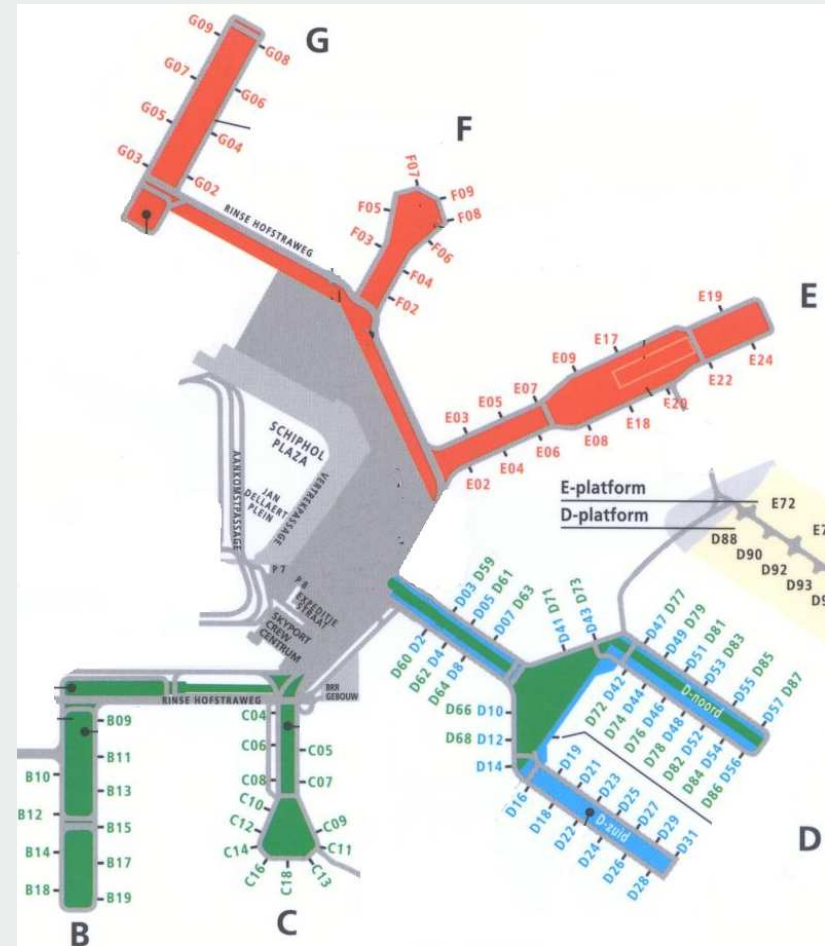 G
G09
G08
G07
G06
G05
G04
G03
G02
RINSE HOFSTRAWEG
F
F07
F09
F08
F05
F06
F03
F04
F02
E
E19
E24
E17
E22
E20
E09
E18
E07
E08
E05
E06
E03
E04
E02
SCHIPHOL
PLAZA
JAN
DELLAERT
PLEIN
AANKOMSTPASSAGE
VERTREKPASSAGE
P 7
P 8
EXPEDITIE
STRAAT
SKYPORT
CREW
CENTRUM
BRR
GEBOUW
RINSE HOFSTRAWEG
E-platform
D-platform
E72
E7
D88
D90
D92
D93
D9
D03 D59
D05 D61
D07 D63
D60 D2
D62 D4
D64 D8
D41 D71
D43 D73
D66 D10
D68 D12
D14
D47 D77
D49 D79
D51 D81
D53 D83
D55 D85
D57 D87
D-noord
D72 D42
D74 D44
D76 D46
D78 D48
D82 D52
D84 D54
D86 D56
D16
D18
D22
D24
D26
D28
D19
D21
D23
D25
D27
D29
D31
D-zuid
D
B09
B10
B11
B13
B12
B15
B14
B17
B18
B19
B
C04
C06
C05
C08
C07
C10
C12
C09
C14
C11
C16
C18
C13
C